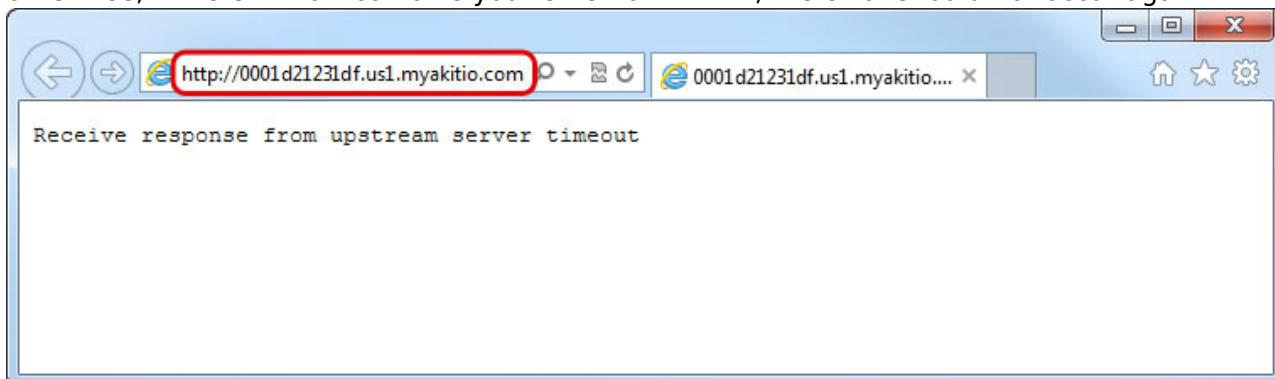 http://0001d21231df.us1.myakitio.com
0001d21231df.us1.myakitio....
Receive response from upstream server timeout